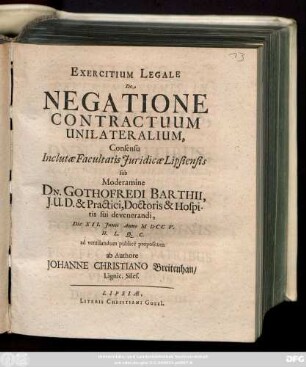 73
EXERCITIUM LEGALE
De
NEGATIONE
CONTRACTUUM
UNILATERALIUM,
Consensu
Inclutæ Facultatis Juridicæ Lipsiensis
sub
Moderamine
DN. GOTHOFREDI BARTHII,
J.U.D. & Practici, Doctoris & Hospi-
tis sui devenerandi,
Die XII. Junii Anno M DCC V.
H. L. Q. C.
ad ventilandum publicè propositum
ab Authore
JOHANNE CHRISTIANO Breitenhan/
Lignic. Siles.
LIPSIÆ,
LITERIS CHRISTIANI GOEZI.